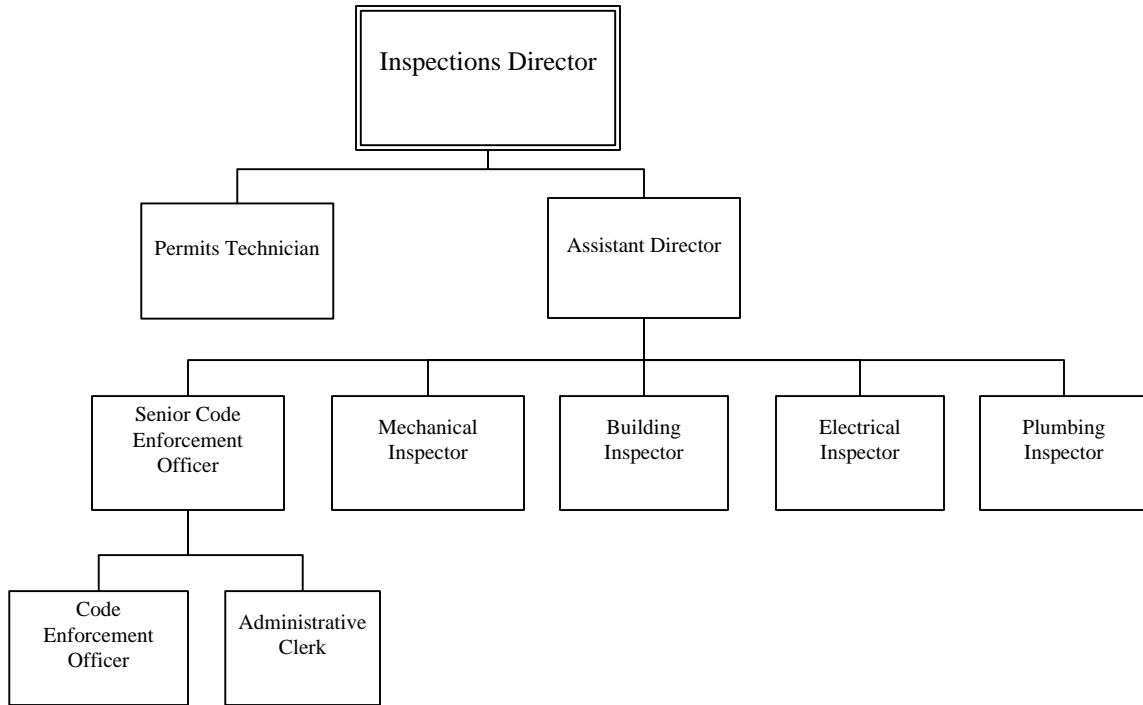 Inspections Director
Permits Technician
Assistant Director
Senior Code
Enforcement
Officer
Mechanical
Inspector
Building
Inspector
Electrical
Inspector
Plumbing
Inspector
Code
Enforcement
Officer
Administrative
Clerk